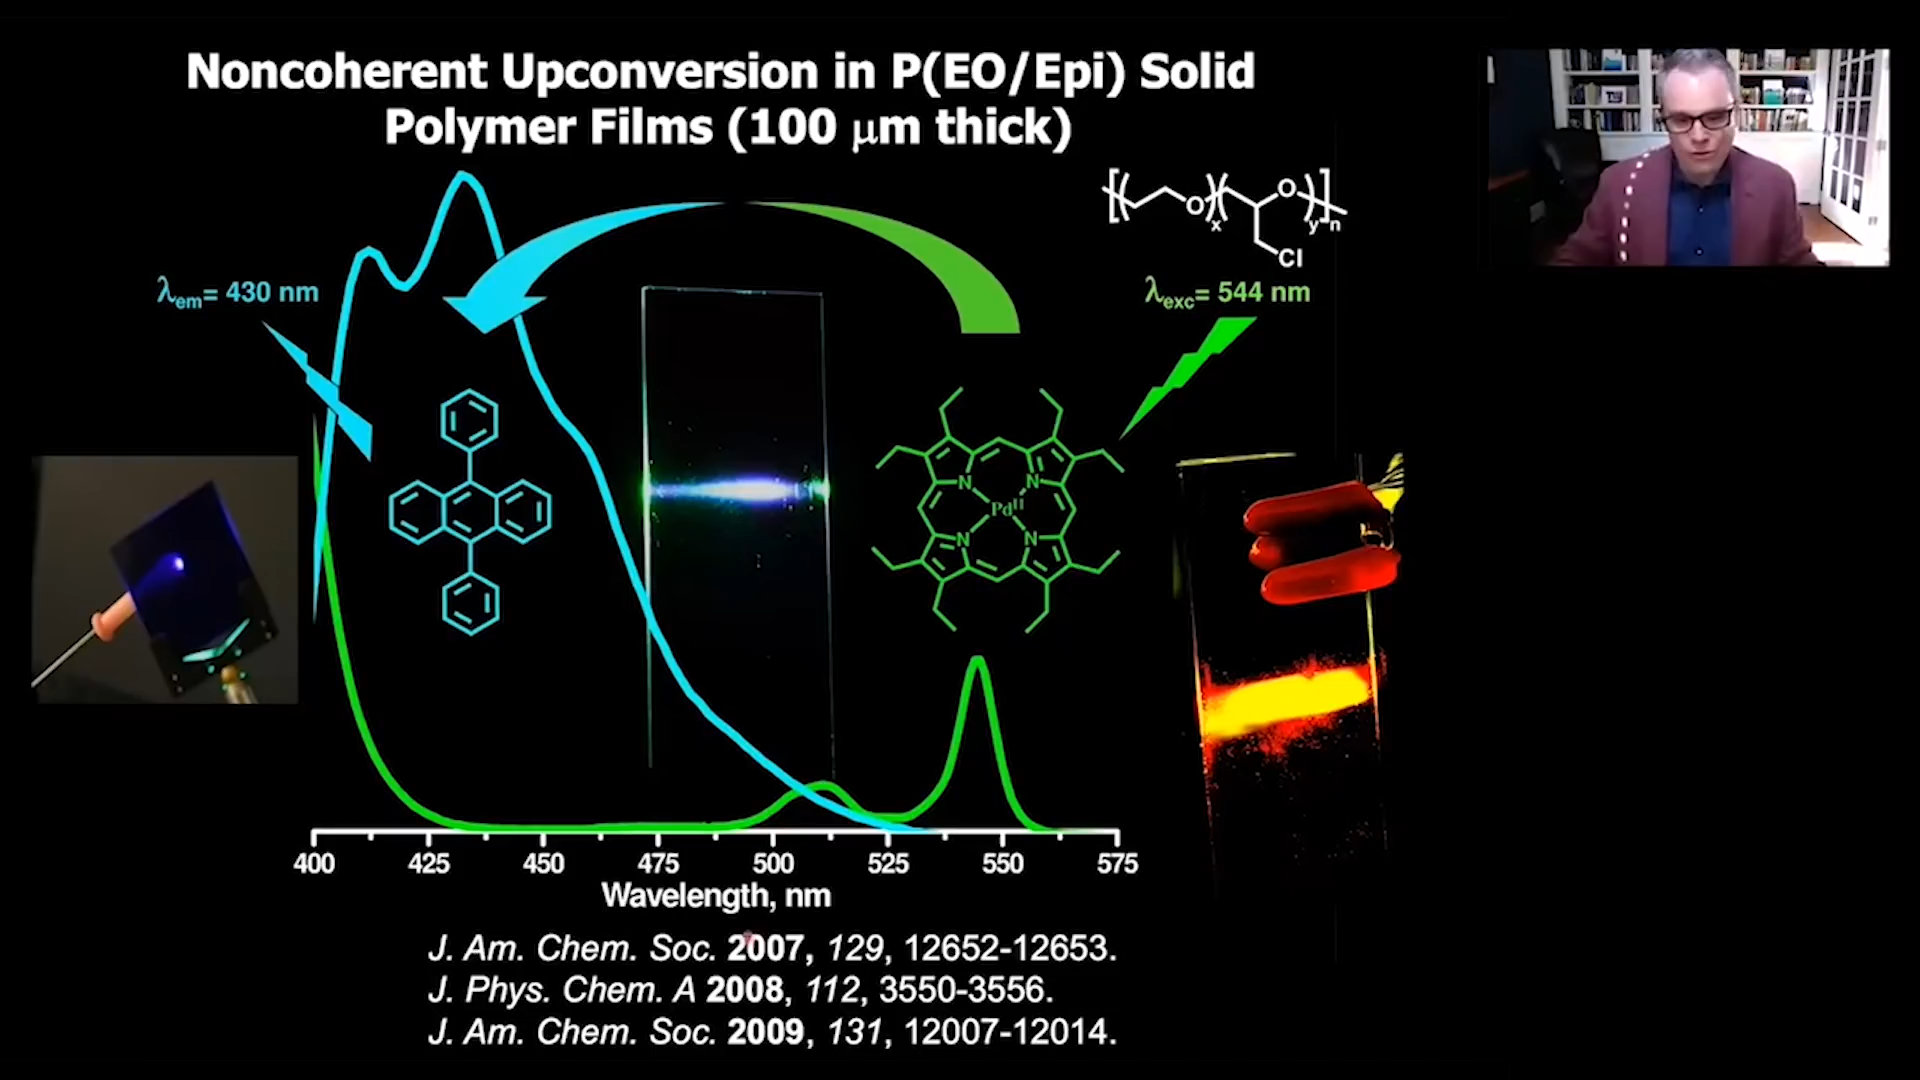 Noncoherent Upconversion in P(EO/Epi) Solid
Polymer Films (100 μm thick)
[( O )x ( O )y ]n
Cl
λem= 430 nm
λexc= 544 nm
N N
PdII
N N
400 425 450 475 500 525 550 575
Wavelength, nm
J. Am. Chem. Soc. 2007, 129, 12652-12653.
J. Phys. Chem. A 2008, 112, 3550-3556.
J. Am. Chem. Soc. 2009, 131, 12007-12014.